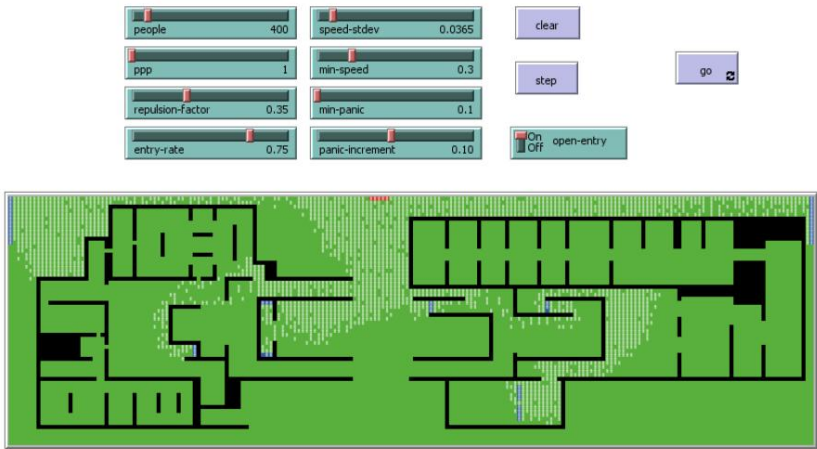 people 400 speed-stdev 0.0365 clear
ppp 1 min-speed 0.3 step go
repulsion-factor 0.35 min-panic 0.1
entry-rate 0.75 panic-increment 0.10 On Off open-entry